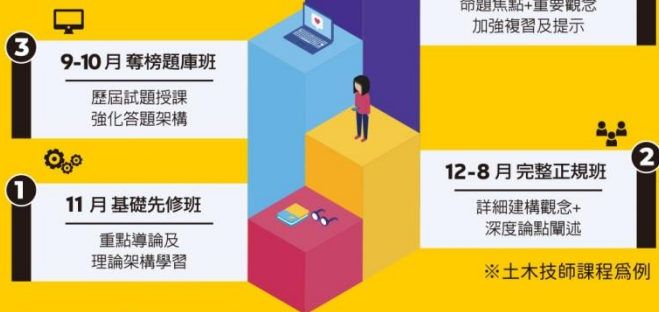 命題焦點+重要觀念
加強複習及提示
3
9-10月 奪榜題庫班
歷屆試題授課
強化答題架構
2
12-8月 完整正規班
詳細建構觀念+
深度論點闡述
1
11月 基礎先修班
重點導論及
理論架構學習
※土木技師課程爲例